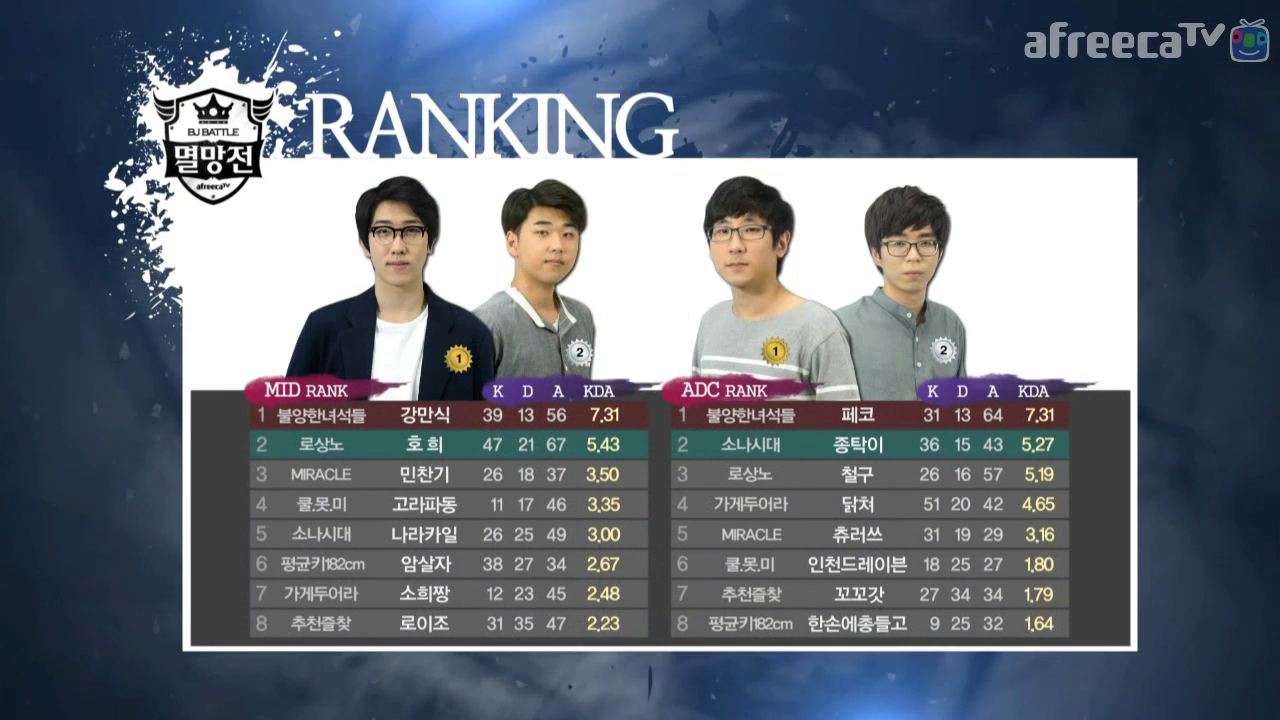 afreecaTV
BJ BATTLE
멸망전
afreecaTV
RANKING
1
2
1
2
MID RANK K D A KDA
1 불양한녀석들 강만식 39 13 56 7.31
2 로상노 호 희 47 21 67 5.43
3 MIRACLE 민찬기 26 18 37 3.50
4 쿨.못.미 고라파동 11 17 46 3.35
5 소나시대 나라카일 26 25 49 3.00
6 평균키182cm 암살자 38 27 34 2.67
7 가게두어라 소희짱 12 23 45 2.48
8 추천즐찾 로이조 31 35 47 2.23
ADC RANK K D A KDA
1 불양한녀석들 페코 31 13 64 7.31
2 소나시대 종탁이 36 15 43 5.27
3 로상노 철구 26 16 57 5.19
4 가게두어라 닭쳐 51 20 42 4.65
5 MIRACLE 츄러쓰 31 19 29 3.16
6 쿨.못.미 인천드레이븐 18 25 27 1.80
7 추천즐찾 꼬꼬갓 27 34 34 1.79
8 평균키182cm 한손에총들고 9 25 32 1.64